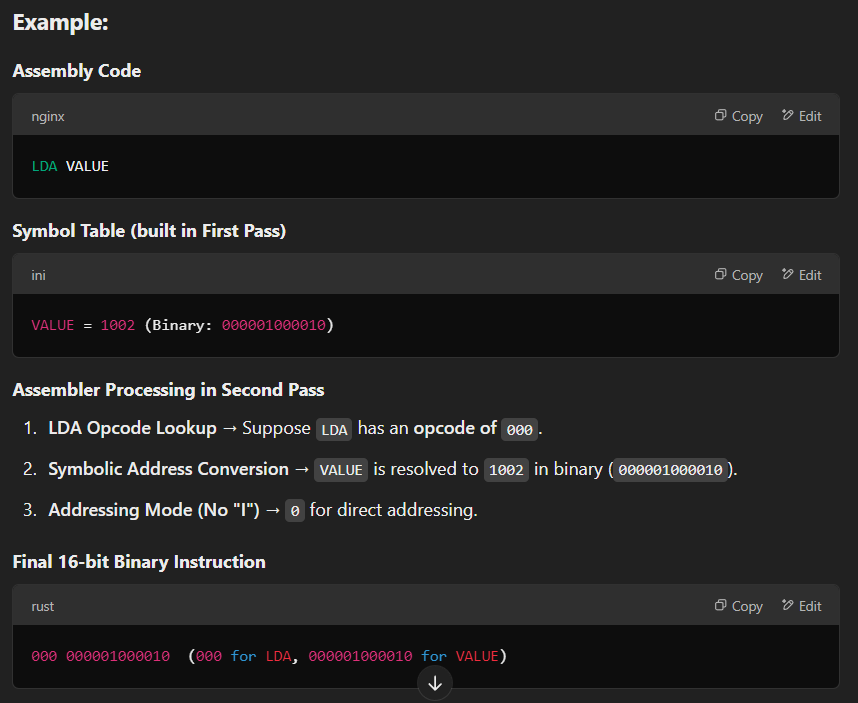 Example:
Assembly Code
nginx Copy Edit
LDA VALUE
Symbol Table (built in First Pass)
ini Copy Edit
VALUE = 1002 (Binary: 000001000010)
Assembler Processing in Second Pass
1. LDA Opcode Lookup → Suppose LDA has an opcode of 000.
2. Symbolic Address Conversion → VALUE is resolved to 1002 in binary (000001000010).
3. Addressing Mode (No "I") → 0 for direct addressing.
Final 16-bit Binary Instruction
rust Copy Edit
000 000001000010 (000 for LDA, 000001000010 for VALUE)